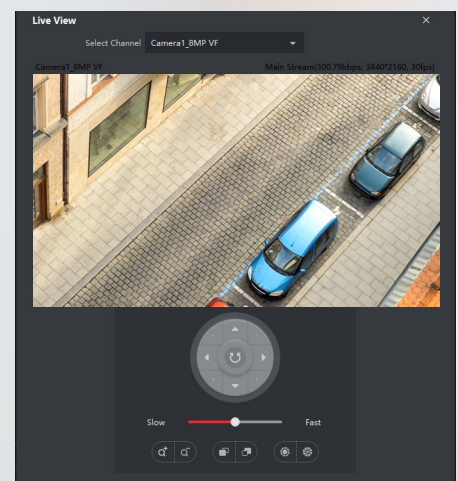 Live View
Select Channel Camera1_8MP VF
Camera1_8MP VF Main Stream(300.79kbps, 3840*2160, 30fps)
Slow Fast